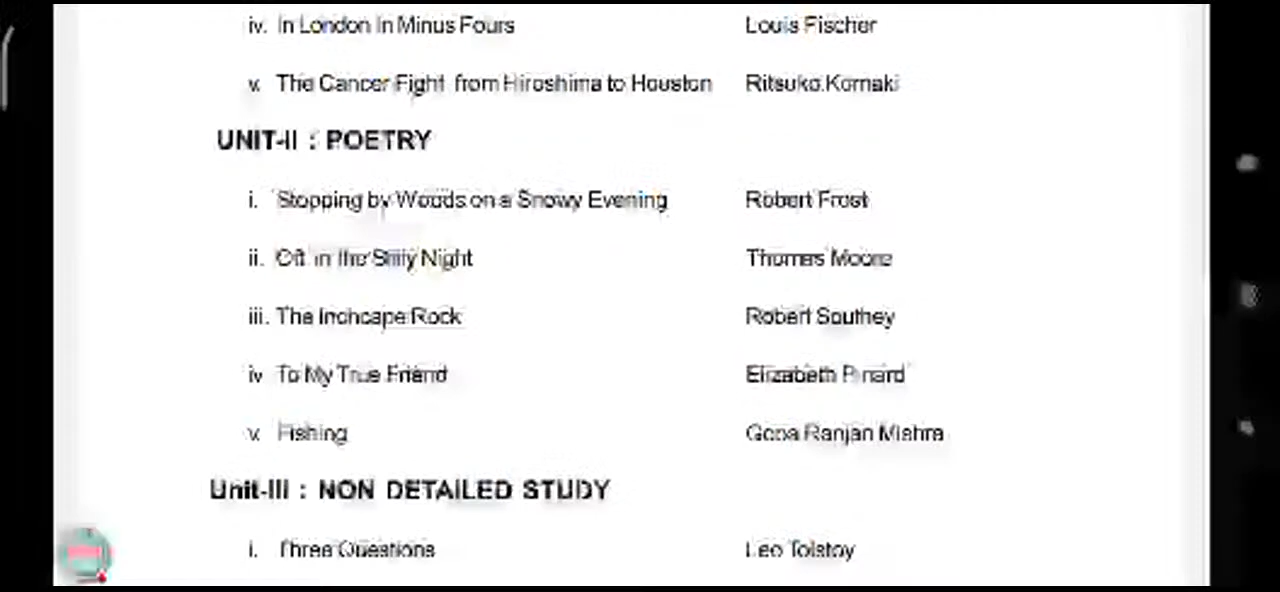 iv. In London In Minus Fours Louis Fischer
v. The Cancer Fight from Hiroshima to Houston Ritsuko Komaki
UNIT-II : POETRY
i. Stopping by Woods on a Snowy Evening Robert Frost
ii. Oft in the Stilly Night Thomas Moore
iii. The Inchcape Rock Robert Southey
iv. To My True Friend Elizabeth Pinard
v. Fishing Gopa Ranjan Mishra
Unit-III : NON DETAILED STUDY
i. Three Questions Leo Tolstoy